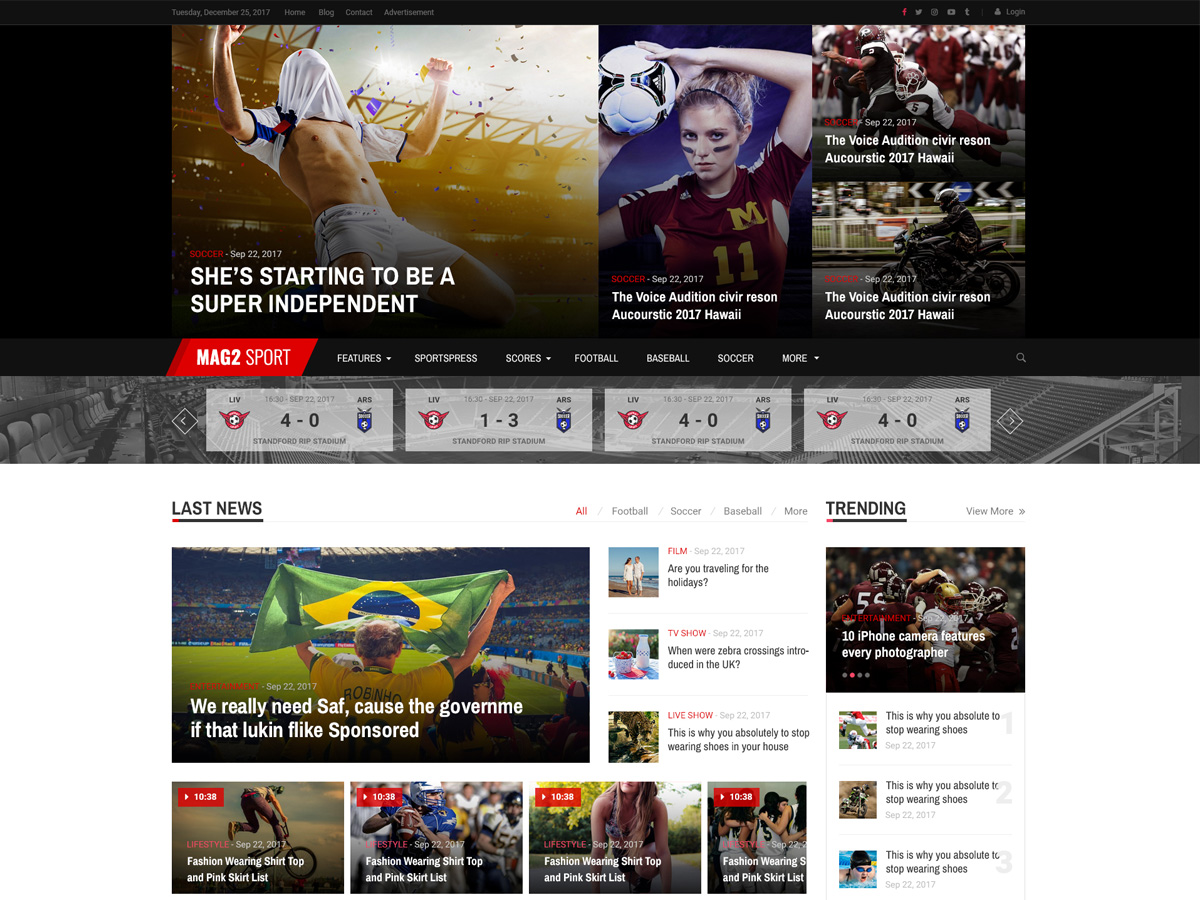 Tuesday, December 25, 2017 Home Blog Contact Advertisement
Login
SOCCER - Sep 22, 2017
SHE'S STARTING TO BE A
SUPER INDEPENDENT
11
SOCCER - Sep 22, 2017
The Voice Audition civir reson
Aucourstic 2017 Hawaii
SOCCER - Sep 22, 2017
The Voice Audition civir reson
Aucourstic 2017 Hawaii
SOCCER - Sep 22, 2017
The Voice Audition civir reson
Aucourstic 2017 Hawaii
MAG2 SPORT
FEATURES SPORTSPRESS SCORES FOOTBALL BASEBALL SOCCER MORE
LIV 16:30 - SEP 22, 2017 ARS
4 - 0
STANDFORD RIP STADIUM
LIV 16:30 - SEP 22, 2017 ARS
1 - 3
STANDFORD RIP STADIUM
LIV 16:30 - SEP 22, 2017 ARS
4 - 0
STANDFORD RIP STADIUM
LIV 16:30 - SEP 22, 2017 ARS
4 - 0
STANDFORD RIP STADIUM
LAST NEWS
All / Football / Soccer / Baseball / More
ROBINHO
- Sep 22, 2017
We really need Saf, cause the governme
if that lukin flike Sponsored
FILM - Sep 22, 2017
Are you traveling for the
holidays?
TV SHOW - Sep 22, 2017
When were zebra crossings intro-
duced in the UK?
LIVE SHOW - Sep 22, 2017
This is why you absolutely to stop
wearing shoes in your house
10:38
LIFESTYLE - Sep 22, 2017
Fashion Wearing Shirt Top
and Pink Skirt List
10:38
LIFESTYLE - Sep 22, 2017
Fashion Wearing Shirt Top
and Pink Skirt List
10:38
LIFESTYLE - Sep 22, 2017
Fashion Wearing Shirt Top
and Pink Skirt List
10:38
LIFESTYLE - Sep 22, 2
Fashion Wearing S
and Pink Skirt List
TRENDING
View More »
ENTERTAINMENT - Sep 22, 2017
10 iPhone camera features
every photographer
This is why you absolute to
stop wearing shoes
Sep 22, 2017
1
This is why you absolute to
stop wearing shoes
Sep 22, 2017
2
This is why you absolute to
stop wearing shoes
Sep 22, 2017
3